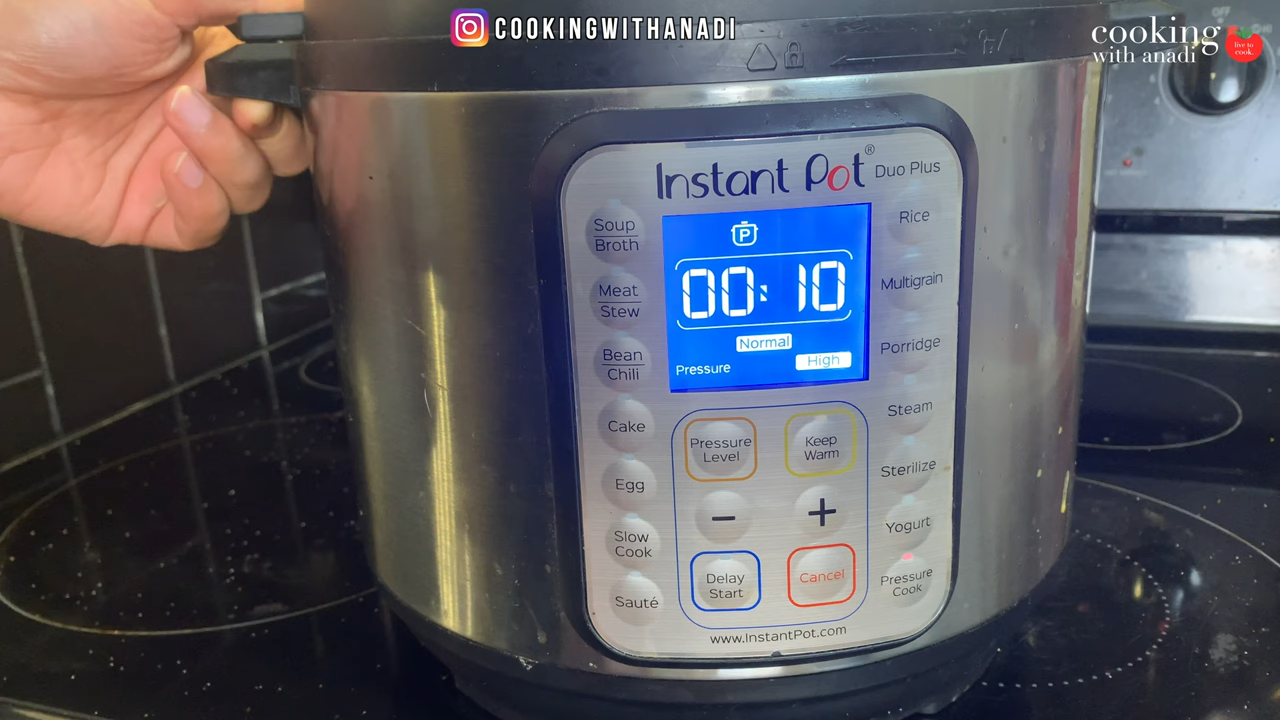 COOKINGWITHANADI
cooking
with anadi
live to
cook.
OFF
Instant Pot®
Duo Plus
Soup
Broth
Meat
Stew
Bean
Chili
Cake
Egg
Slow
Cook
Sauté
P
00:10
Normal
Pressure High
Pressure
Level
Keep
Warm
−
+
Delay
Start
Cancel
Rice
Multigrain
Porridge
Steam
Sterilize
Yogurt
Pressure
Cook
www.InstantPot.com